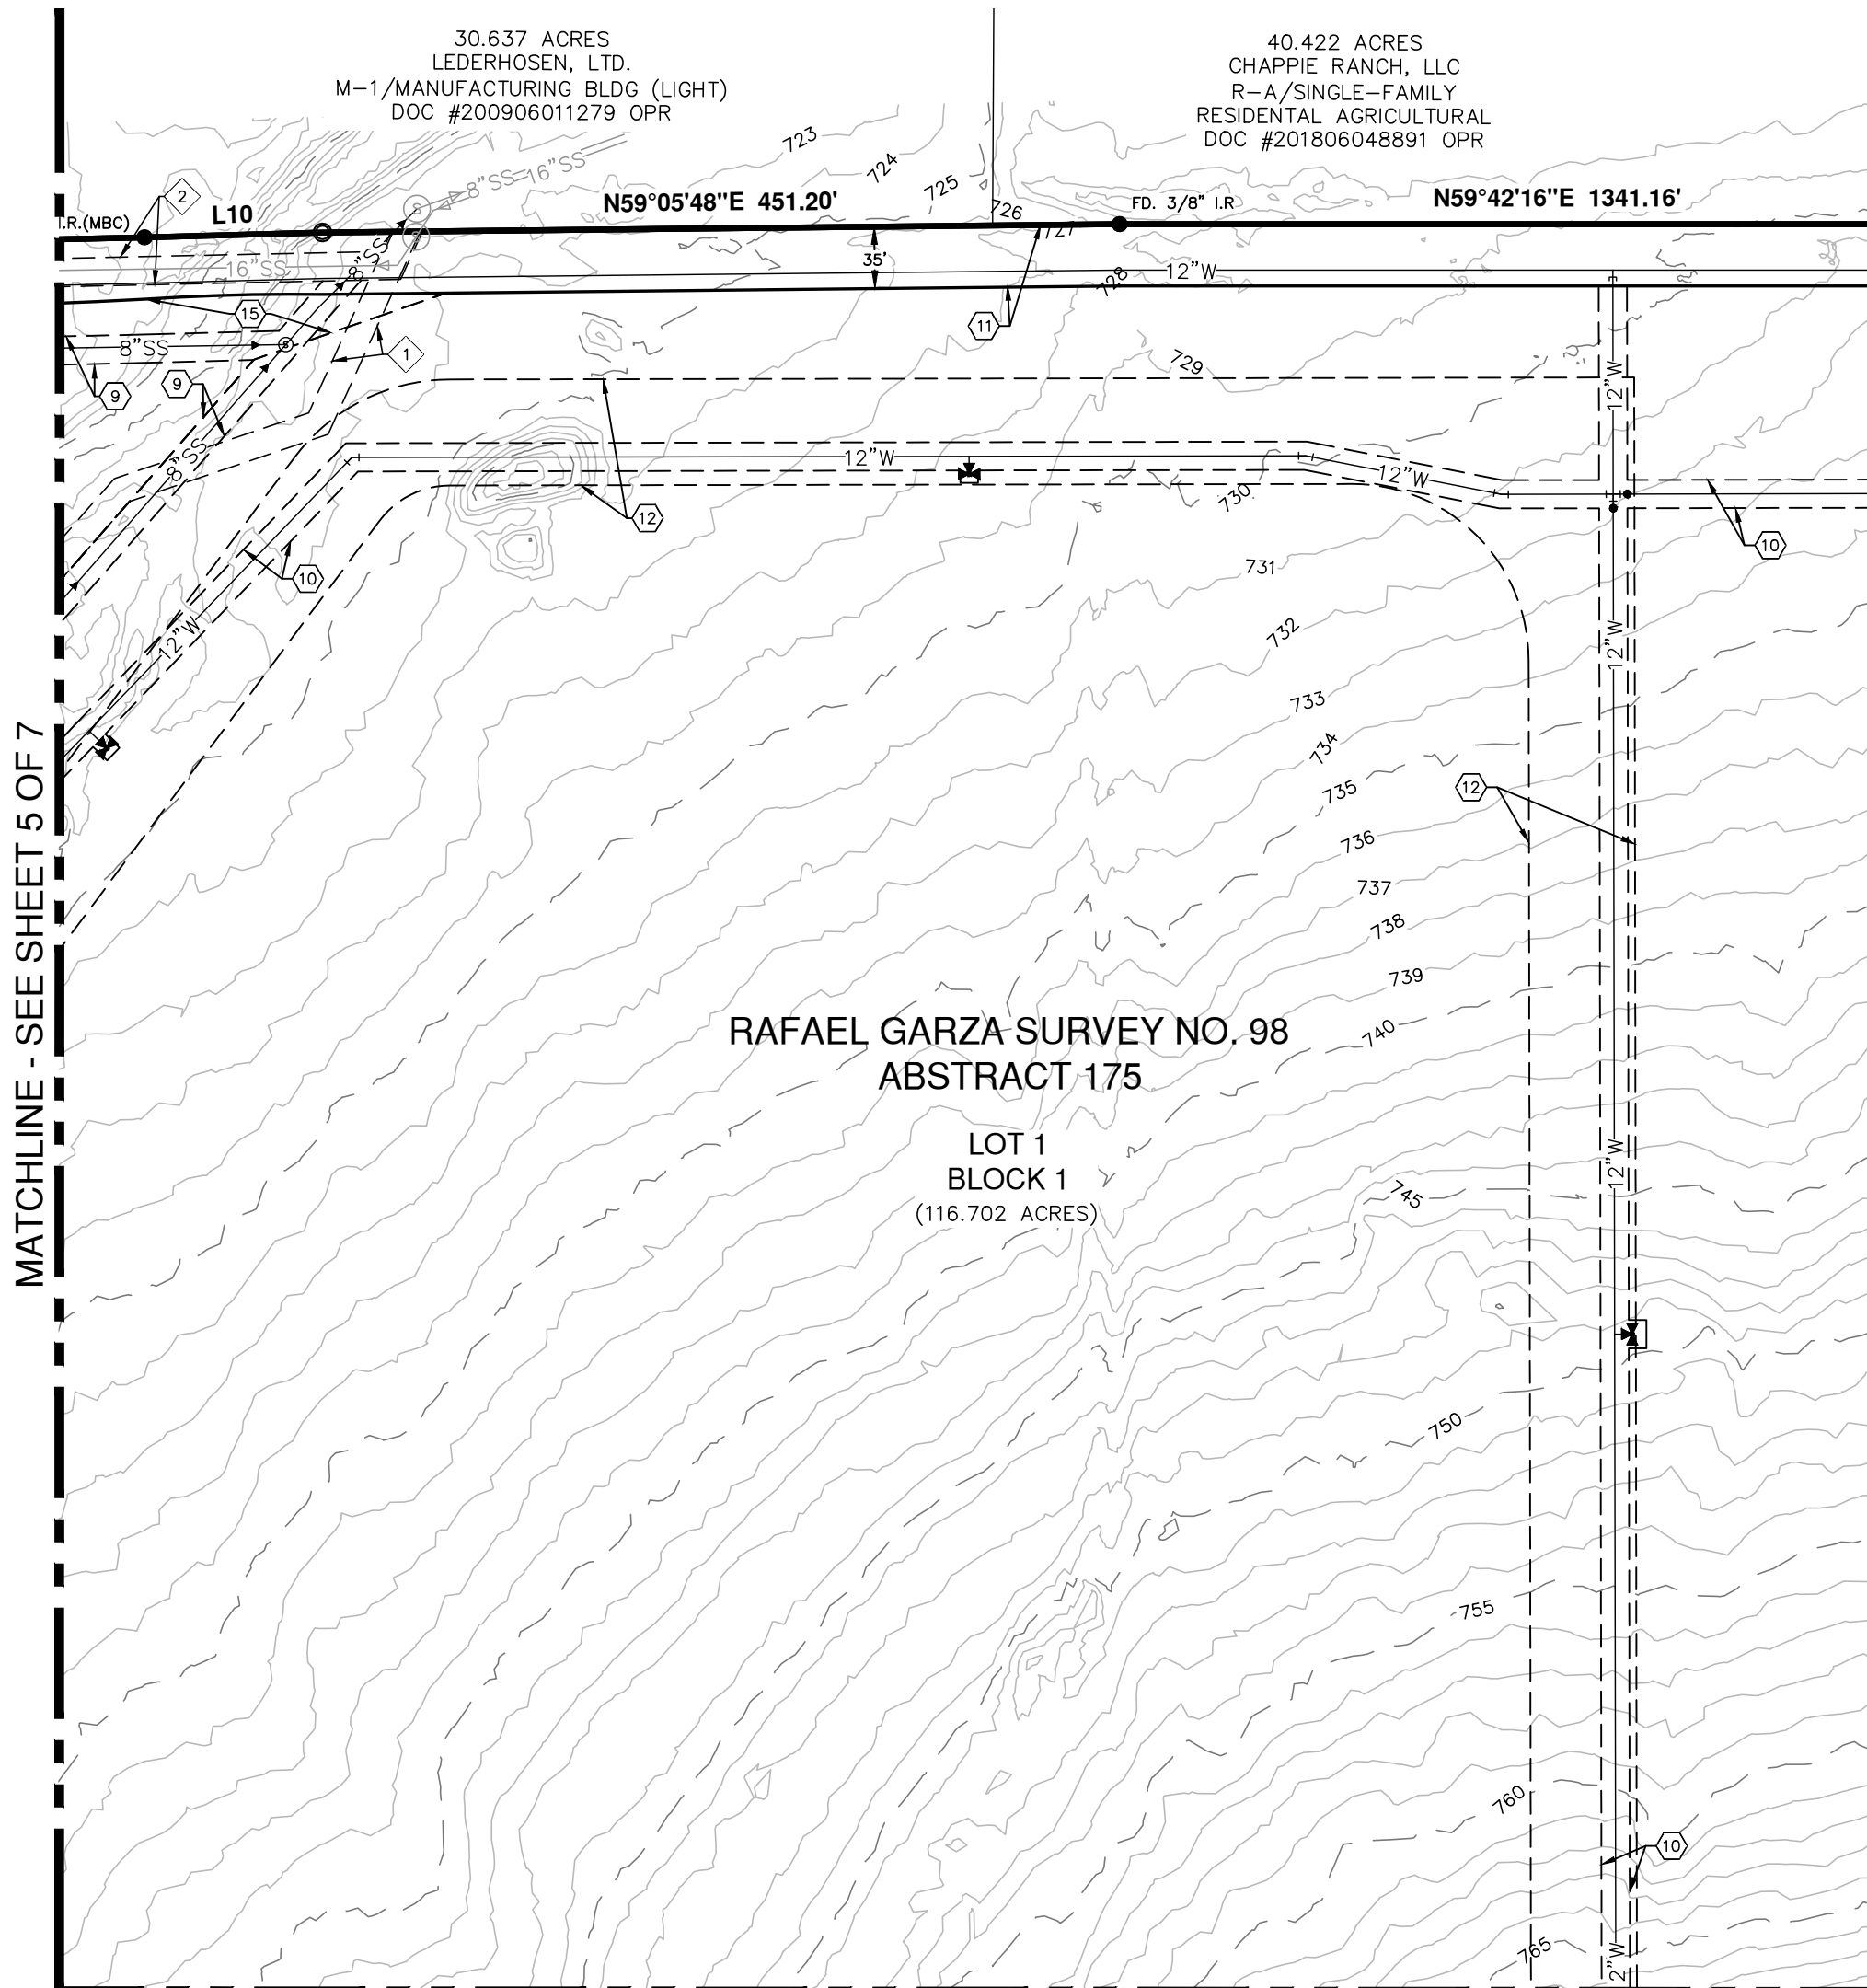 30.637 ACRES
LEDERHOSEN, LTD.
M-1/MANUFACTURING BLDG (LIGHT)
DOC #200906011279 OPR
40.422 ACRES
CHAPPIE RANCH, LLC
R-A/SINGLE-FAMILY
RESIDENTAL AGRICULTURAL
DOC #201806048891 OPR
723
724
725
726
727
728
8"SS
16"SS
2
I.R.(MBC)
L10
N59°05'48"E 451.20'
FD. 3/8" I.R
N59°42'16"E 1341.16'
S
S
16"SS
8"SS
35'
12"W
15
11
8"SS
S
1
9
9
729
12"W
8"SS
12"W
12"W
730
12
10
10
731
12"W
732
12"W
733
734
735
12
736
737
738
739
740
MATCHLINE - SEE SHEET 5 OF 7
RAFAEL GARZA SURVEY NO. 98
ABSTRACT 175
LOT 1
BLOCK 1
(116.702 ACRES)
12"W
745
750
755
760
10
765
2"W